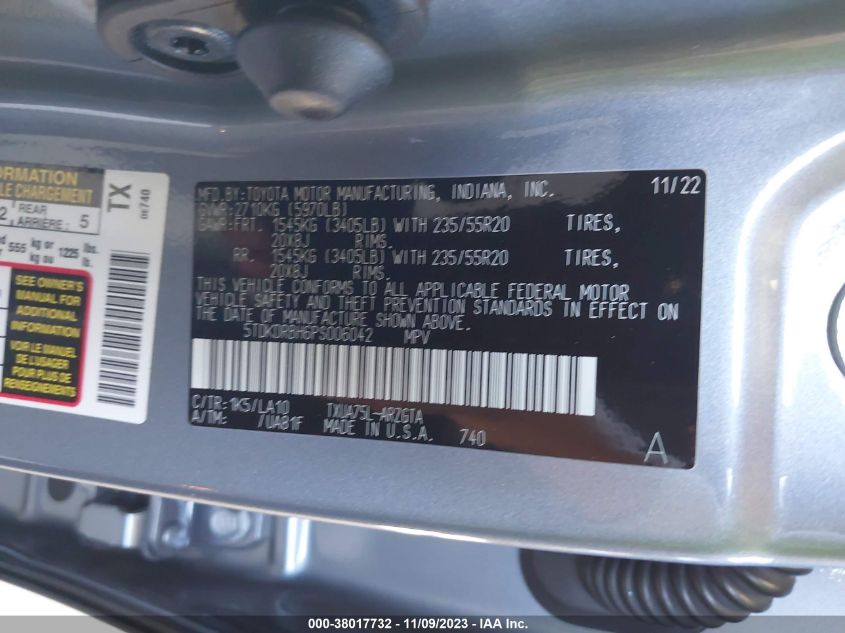 ORMATION
LE CHARGEMENT
TX
0E740
2 REAR
ARRIÈRE: 5
555 kg or 1225 lbs.
kg ou lb.
SEE OWNER'S
MANUAL FOR
ADDITIONAL
INFORMATION
VOIR LE MANUEL
DE L'USAGER
POUR PLUS DE
RENSEIGNEMENTS
MFD.BY:TOYOTA MOTOR MANUFACTURING, INDIANA, INC. 11/22
GVWR:2710KG (5970LB)
GAWR:FRT. 1545KG (3405LB) WITH 235/55R20 TIRES,
20X8J RIMS.
RR. 1545KG (3405LB) WITH 235/55R20 TIRES,
20X8J RIMS.
THIS VEHICLE CONFORMS TO ALL APPLICABLE FEDERAL MOTOR
VEHICLE SAFETY AND THEFT PREVENTION STANDARDS IN EFFECT ON
THE DATE OF MANUFACTURE SHOWN ABOVE.
5TDKDRBH6PS006042 MPV
C/TR:1K5/LA10 TXUA75L-ARZGTA
A/TM: /UA81F MADE IN U.S.A. 740
A
000-38017732 - 11/09/2023 - IAA Inc.